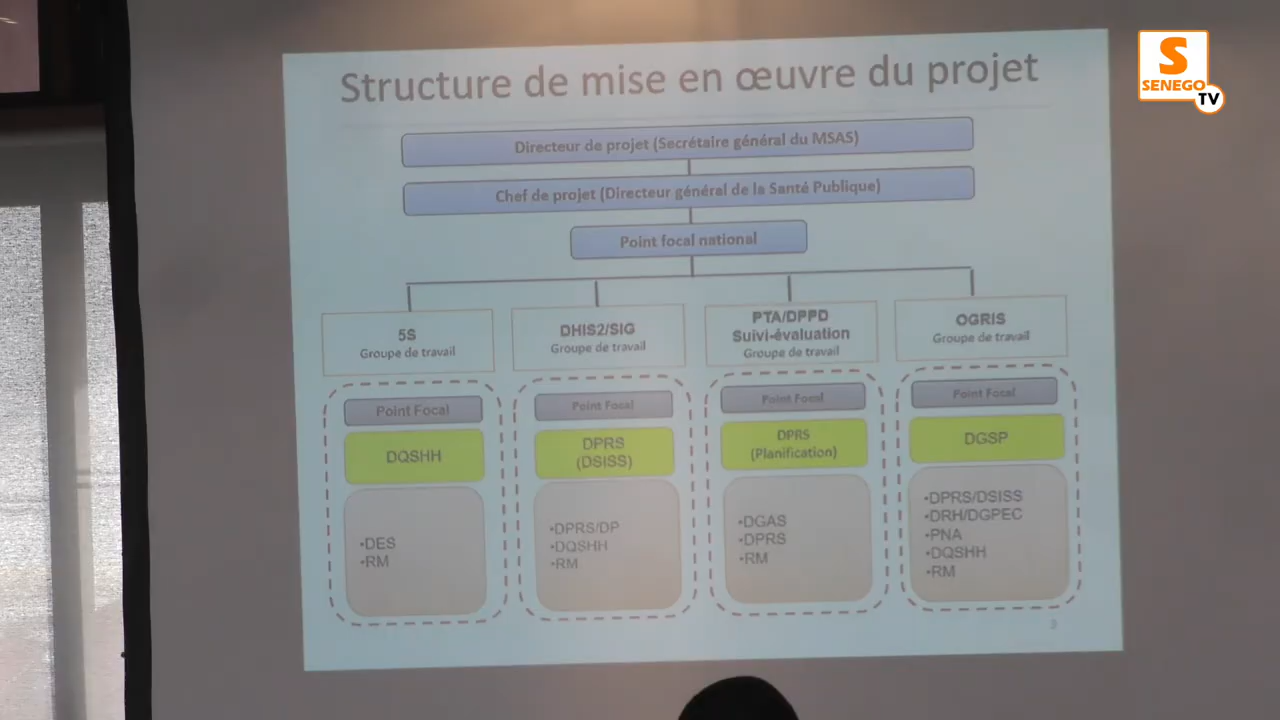 Structure de mise en œuvre du projet
Directeur de projet (Secrétaire général du MSAS)
Chef de projet (Directeur général de la Santé Publique)
Point focal national
5S
Groupe de travail
Point Focal
DQSHH
•DES
•RM
DHIS2/SIG
Groupe de travail
Point Focal
DPRS
(DSISS)
•DPRS/DP
•DQSHH
•RM
PTA/DPPD
Suivi-évaluation
Groupe de travail
Point Focal
DPRS
(Planification)
•DGAS
•DPRS
•RM
OGRIS
Groupe de travail
Point Focal
DGSP
•DPRS/DSISS
•DRH/DGPEC
•PNA
•DQSHH
•RM
S
SENEGO
TV